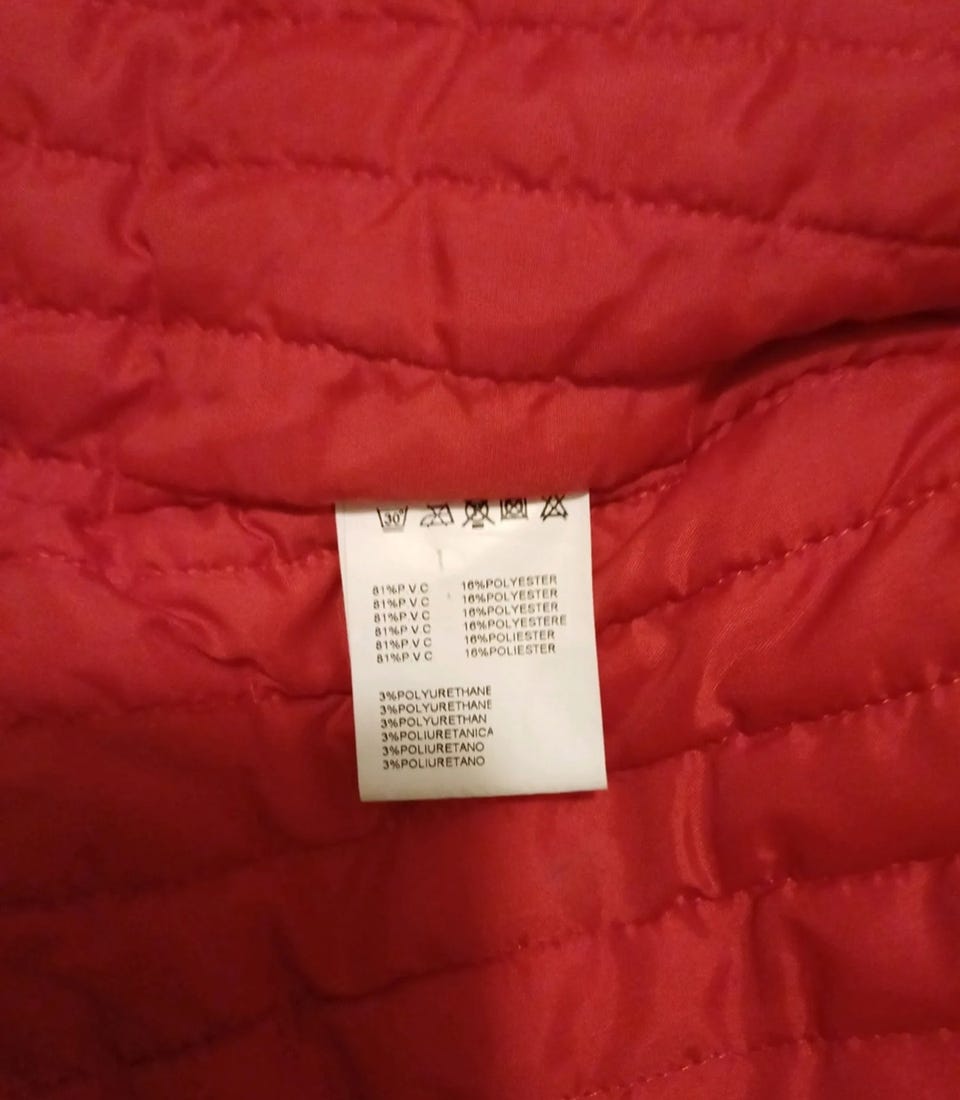 30°
81%P.V.C 16%POLYESTER
81%P.V.C 16%POLYESTER
81%P.V.C 16%POLYESTER
81%P.V.C 16%POLYESTERE
81%P.V.C 16%POLIESTER
81%P.V.C 16%POLIESTER
3%POLYURETHANE
3%POLYURETHANE
3%POLYURETHAN
3%POLIURETANICA
3%POLIURETANO
3%POLIURETANO